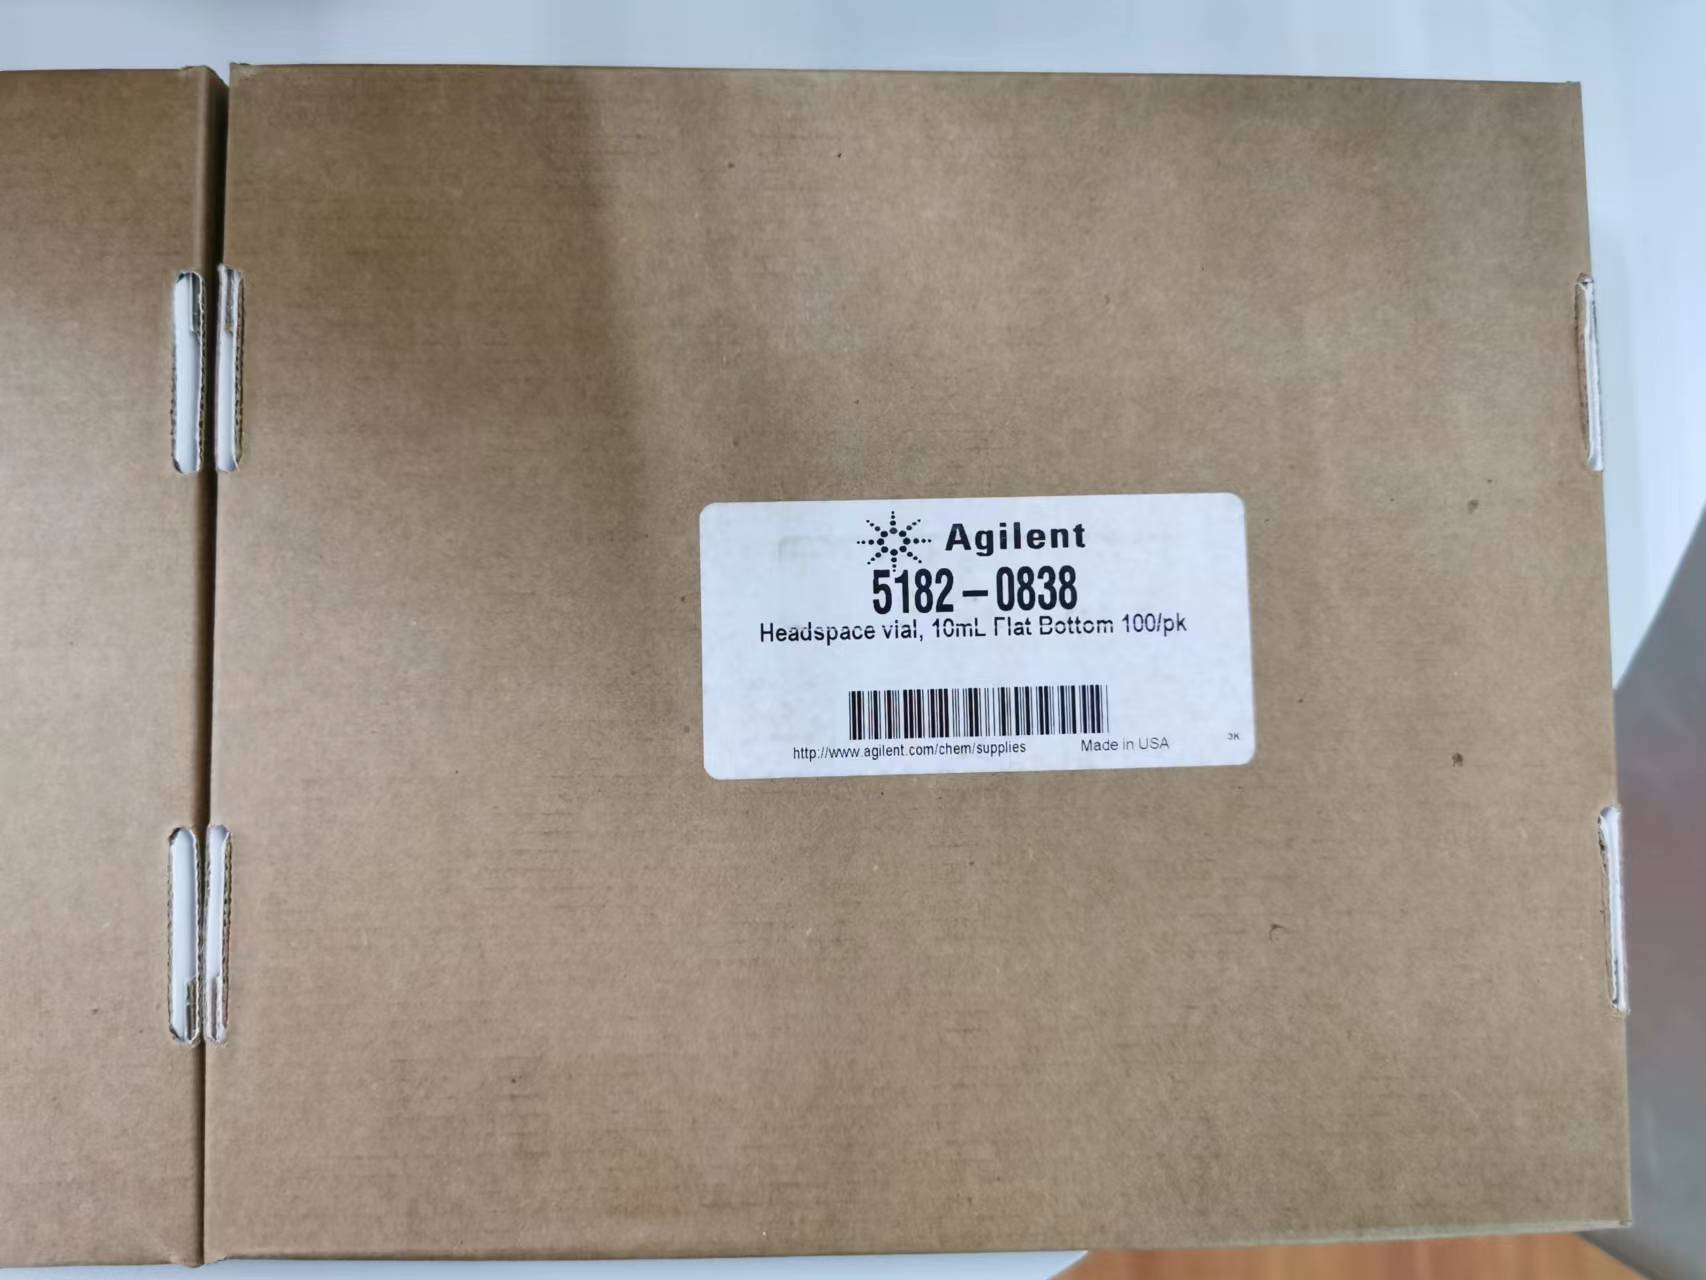 Agilent
5182-0838
Headspace vial, 10mL Flat Bottom 100/pk
http://www.agilent.com/chem/supplies Made in USA 3K